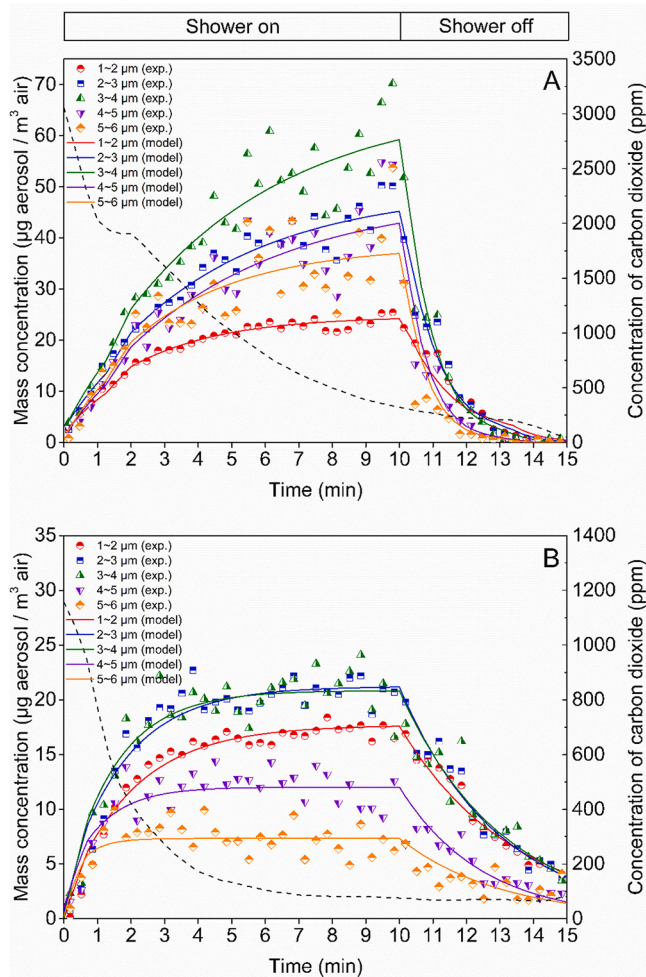 Shower on Shower off
A
1~2 μm (exp.)
2~3 μm (exp.)
3~4 μm (exp.)
4~5 μm (exp.)
5~6 μm (exp.)
1~2 μm (model)
2~3 μm (model)
3~4 μm (model)
4~5 μm (model)
5~6 μm (model)
Mass concentration (μg aerosol / m³ air)
70
60
50
40
30
20
10
0
3500
3000
2500
2000
1500
1000
500
0
Concentration of carbon dioxide (ppm)
0 1 2 3 4 5 6 7 8 9 10 11 12 13 14 15
Time (min)
B
1~2 μm (exp.)
2~3 μm (exp.)
3~4 μm (exp.)
4~5 μm (exp.)
5~6 μm (exp.)
1~2 μm (model)
2~3 μm (model)
3~4 μm (model)
4~5 μm (model)
5~6 μm (model)
Mass concentration (μg aerosol / m³ air)
35
30
25
20
15
10
5
0
1400
1200
1000
800
600
400
200
0
Concentration of carbon dioxide (ppm)
0 1 2 3 4 5 6 7 8 9 10 11 12 13 14 15
Time (min)